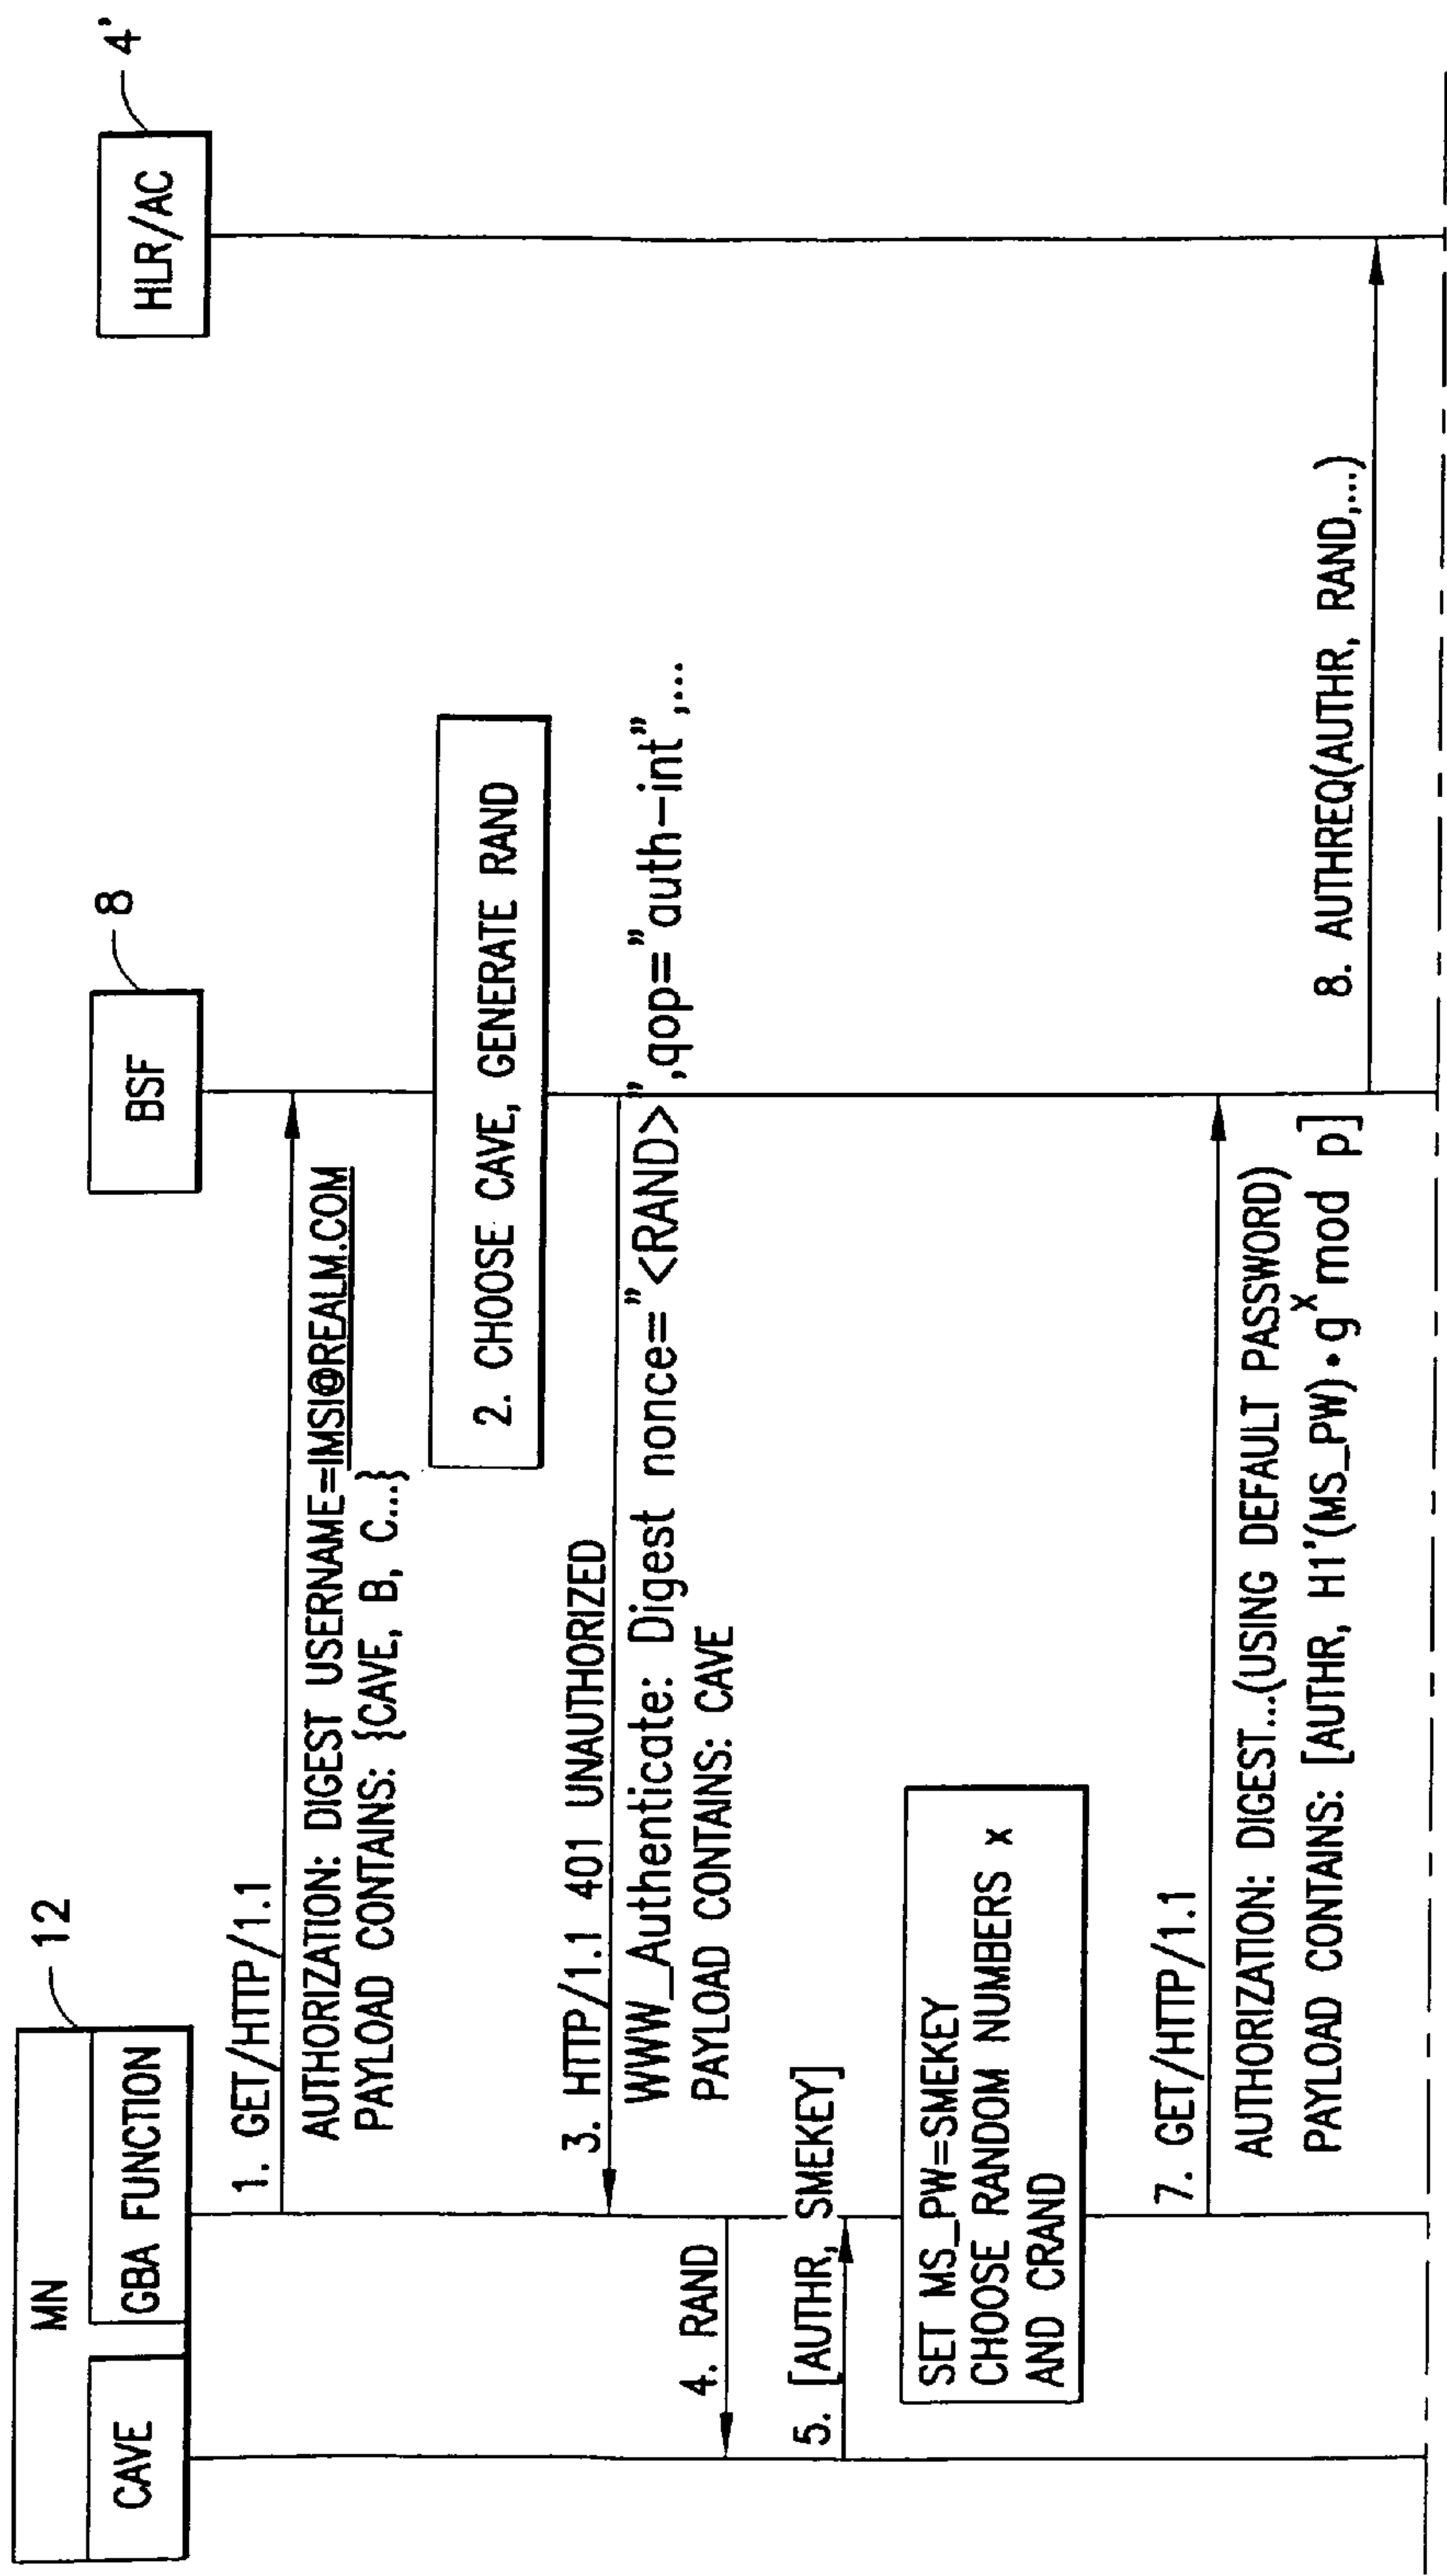 MN
12
CAVE
GBA FUNCTION
BSF
8
HLR/AC
4'
1. GET/HTTP/1.1
AUTHORIZATION: DIGEST USERNAME=IMSI@REALM.COM
PAYLOAD CONTAINS: {CAVE, B, C...}
2. CHOOSE CAVE, GENERATE RAND
3. HTTP/1.1 401 UNAUTHORIZED
WWW_Authenticate: Digest nonce="<RAND>",qop="auth-int",...
PAYLOAD CONTAINS: CAVE
4. RAND
5. [AUTHR, SMEKEY]
SET MS_PW=SMEKEY
CHOOSE RANDOM NUMBERS x
AND CRAND
7. GET/HTTP/1.1
AUTHORIZATION: DIGEST...(USING DEFAULT PASSWORD)
PAYLOAD CONTAINS: [AUTHR, H1'(MS_PW)•g^x mod p]
8. AUTHREQ(AUTHR, RAND,...)